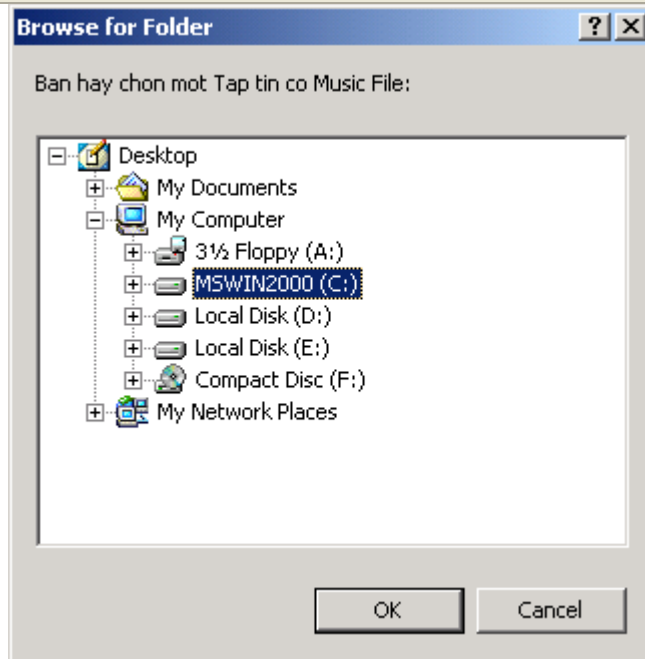 Browse for Folder
Ban hay chon mot Tap tin co Music File:
Desktop
My Documents
My Computer
3½ Floppy (A:)
MSWIN2000 (C:)
Local Disk (D:)
Local Disk (E:)
Compact Disc (F:)
My Network Places
OK Cancel